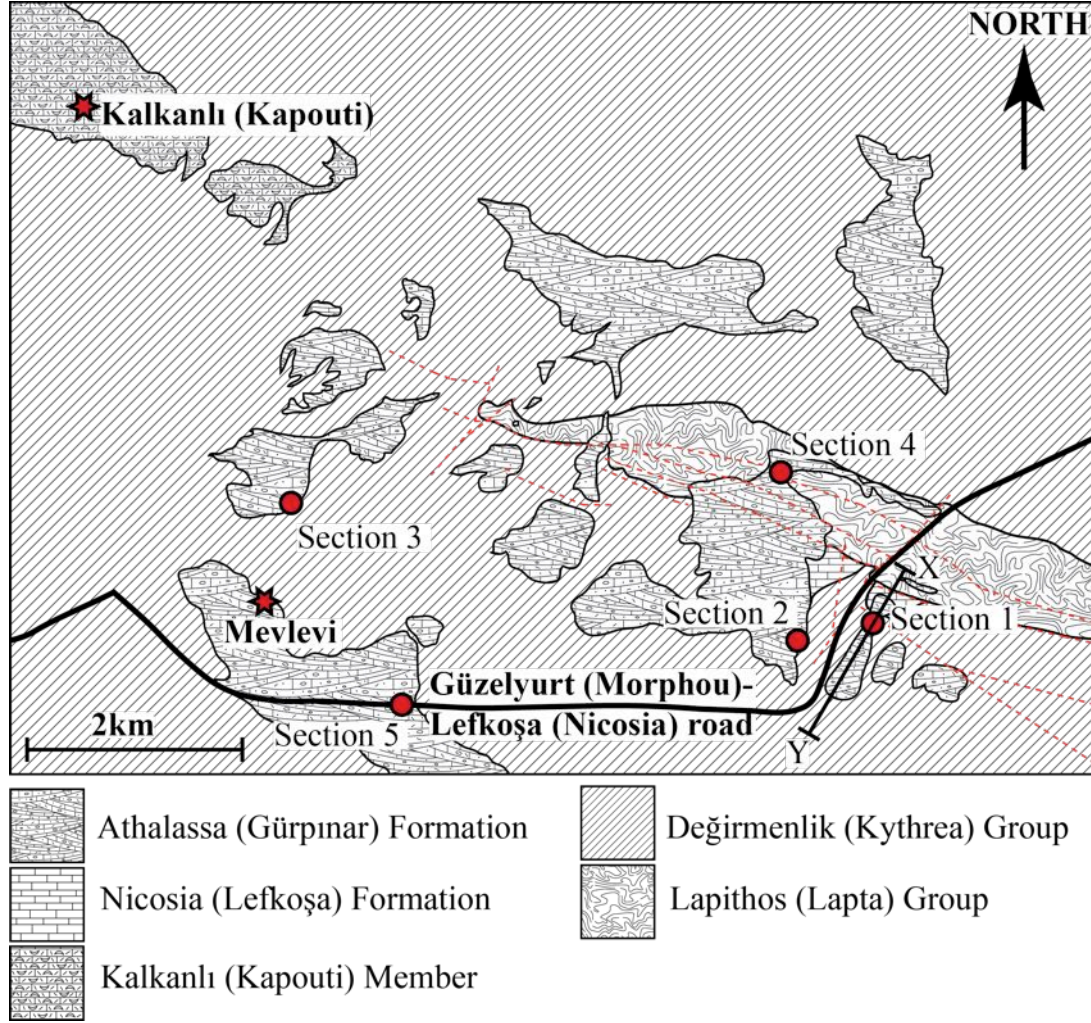 NORTH
Kalkanlı (Kapouti)
Section 4
Section 3
X
Section 2
Section 1
Mevlevi
Güzelyurt (Morphou)-
Lefkoşa (Nicosia) road
Section 5
2km
Y
Athalassa (Gürpınar) Formation
Değirmenlik (Kythrea) Group
Nicosia (Lefkoşa) Formation
Lapithos (Lapta) Group
Kalkanlı (Kapouti) Member